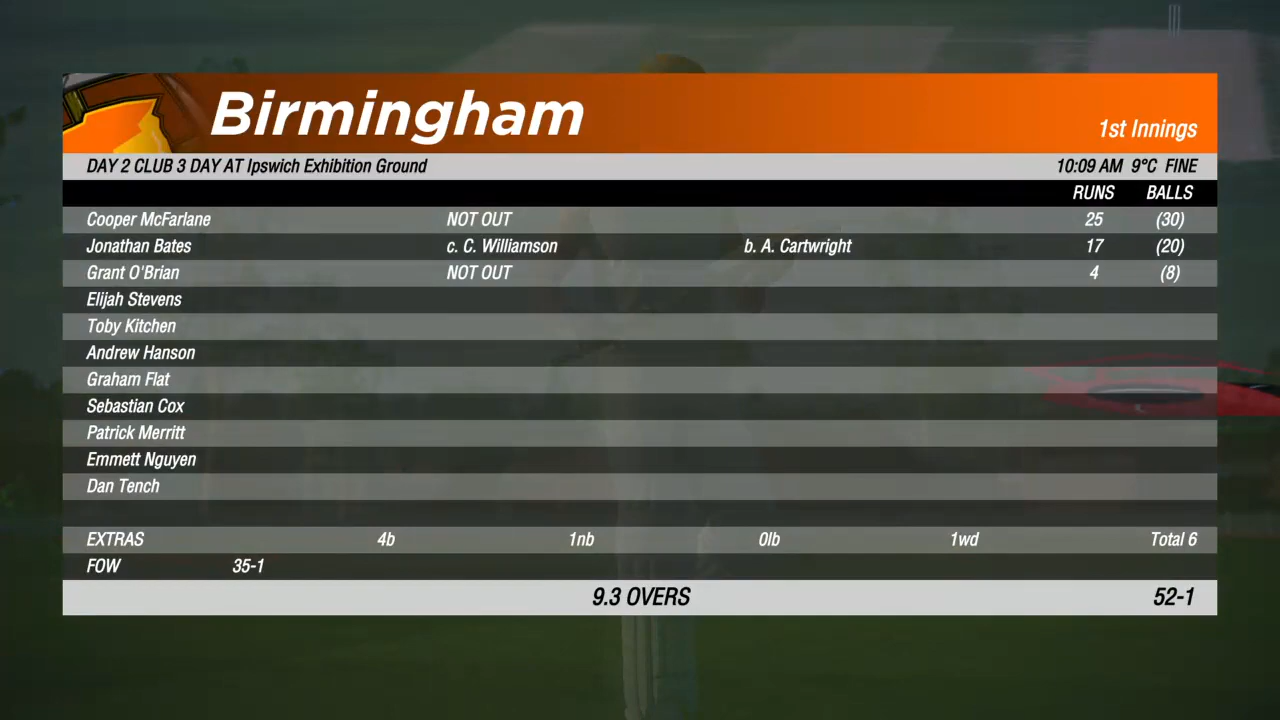 Birmingham
1st Innings
DAY 2 CLUB 3 DAY AT Ipswich Exhibition Ground 10:09 AM 9°C FINE
RUNS BALLS
Cooper McFarlane NOT OUT 25 (30)
Jonathan Bates c. C. Williamson b. A. Cartwright 17 (20)
Grant O'Brian NOT OUT 4 (8)
Elijah Stevens
Toby Kitchen
Andrew Hanson
Graham Flat
Sebastian Cox
Patrick Merritt
Emmett Nguyen
Dan Tench
EXTRAS 4b 1nb 0lb 1wd Total 6
FOW 35-1
9.3 OVERS 52-1